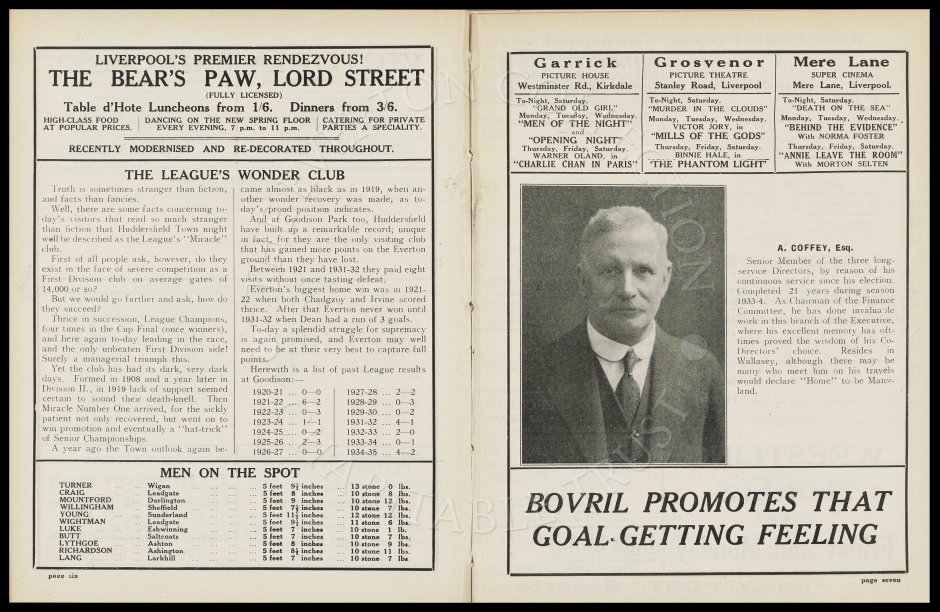 LIVERPOOL'S PREMIER RENDEZVOUS!
THE BEAR'S PAW, LORD STREET
(FULLY LICENSED)
Table d'Hote Luncheons from 1/6. Dinners from 3/6.
HIGH-CLASS FOOD
AT POPULAR PRICES.
DANCING ON THE NEW SPRING FLOOR
EVERY EVENING, 7 p.m. to 11 p.m.
CATERING FOR PRIVATE
PARTIES A SPECIALITY.
RECENTLY MODERNISED AND RE-DECORATED THROUGHOUT.
THE LEAGUE'S WONDER CLUB
Truth is sometimes stranger than fiction,
and facts than fancies.
Well, there are some facts concerning to-
day's visitors that read so much stranger
than fiction that Huddersfield Town might
well be described as the League's "Miracle"
club.
First of all people ask, however, do they
exist in the face of severe competition as a
First Division club on average gates of
14,000 or so?
But we would go further and ask, how do
they succeed?
Thrice in succession, League Champions,
four times in the Cup Final (once winners),
and here again to-day leading in the race,
and the only unbeaten First Division side!
Surely a managerial triumph this.
Yet the club has had its dark, very dark
days. Formed in 1908 and a year later in
Division II., in 1919 lack of support seemed
certain to sound their death-knell. Then
Miracle Number One arrived, for the sickly
patient not only recovered, but went on to
win promotion and eventually a "hat-trick"
of Senior Championships.
A year ago the Town outlook again be-
came almost as black as in 1919, when an-
other wonder recovery was made, as to-
day's proud position indicates.
And at Goodison Park too, Huddersfield
have built up a remarkable record; unique
in fact, for they are the only visiting club
that has gained more points on the Everton
ground than they have lost.
Between 1921 and 1931-32 they paid eight
visits without once tasting defeat.
Everton's biggest home win was in 1921-
22 when both Chadgzoy and Irvine scored
thrice. After that Everton never won until
1931-32 when Dean had a run of 3 goals.
To-day a splendid struggle for supremacy
is again promised, and Everton may well
need to be at their very best to capture full
points.
Herewith is a list of past League results
at Goodison:—
1920-21 ... 0—0
1921-22 ... 6—2
1922-23 ... 0—3
1923-24 ... 1—1
1924-25 ... 0—2
1925-26 ... 2—3
1926-27 ... 0—0
1927-28 ... 2—2
1928-29 ... 0—3
1929-30 ... 0—2
1931-32 ... 4—1
1932-33 ... 2—0
1933-34 ... 0—1
1934-35 ... 4—2
MEN ON THE SPOT
TURNER ... Wigan ... 5 feet 9½ inches ... 13 stone 0 lbs.
CRAIG ... Leadgate ... 5 feet 8 inches ... 10 stone 8 lbs.
MOUNTFORD ... Darlington ... 5 feet 9 inches ... 10 stone 12 lbs.
WILLINGHAM ... Sheffield ... 5 feet 7½ inches ... 10 stone 7 lbs.
YOUNG ... Sunderland ... 5 feet 11½ inches ... 12 stone 12 lbs.
WIGHTMAN ... Leadgate ... 5 feet 9½ inches ... 11 stone 6 lbs.
LUKE ... Eshwinning ... 5 feet 7 inches ... 10 stone 1 lb.
BUTT ... Saltcoats ... 5 feet 7 inches ... 10 stone 7 lbs.
LYTHGOE ... Ashton ... 5 feet 8 inches ... 10 stone 9 lbs.
RICHARDSON ... Ashington ... 5 feet 8½ inches ... 10 stone 11 lbs.
LANG ... Larkhill ... 5 feet 7 inches ... 10 stone 7 lbs.
page six
Garrick
PICTURE HOUSE
Westminster Rd., Kirkdale
To-Night, Saturday.
"GRAND OLD GIRL"
Monday, Tuesday, Wednesday.
"MEN OF THE NIGHT"
— and —
"OPENING NIGHT"
Thursday, Friday, Saturday.
WARNER OLAND, in
"CHARLIE CHAN IN PARIS"
Grosvenor
PICTURE THEATRE
Stanley Road, Liverpool
To-Night, Saturday.
"MURDER IN THE CLOUDS"
Monday, Tuesday, Wednesday.
VICTOR JORY, in
"MILLS OF THE GODS"
Thursday, Friday, Saturday.
BINNIE HALE, in
"THE PHANTOM LIGHT"
Mere Lane
SUPER CINEMA
Mere Lane, Liverpool.
To-Night, Saturday.
"DEATH ON THE SEA"
Monday, Tuesday, Wednesday.
"BEHIND THE EVIDENCE"
With NORMA FOSTER
Thursday, Friday, Saturday.
"ANNIE LEAVE THE ROOM"
With MORTON SELTEN
A. COFFEY, Esq.
Senior Member of the three long-
service Directors, by reason of his
continuous service since his election.
Completed 21 years during season
1933-4. As Chairman of the Finance
Committee, he has done invaluable
work in this branch of the Executive,
where his excellent memory has oft-
times proved the wisdom of his Co-
Directors' choice. Resides in
Wallasey, although there may be
many who meet him on his travels
would declare "Home" to be Manx-
land.
BOVRIL PROMOTES THAT
GOAL-GETTING FEELING
page seven